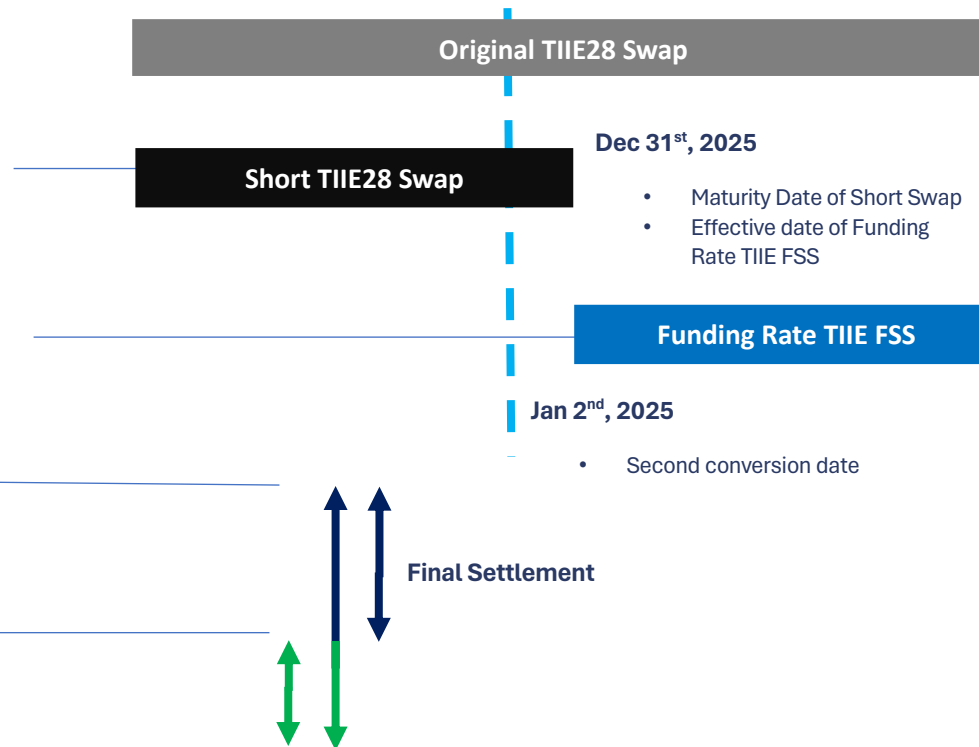 Original TIIE28 Swap
Dec 31st, 2025
Short TIIE28 Swap
• Maturity Date of Short Swap
• Effective date of Funding
Rate TIIE FSS
Funding Rate TIIE FSS
Jan 2nd, 2025
• Second conversion date
Final Settlement